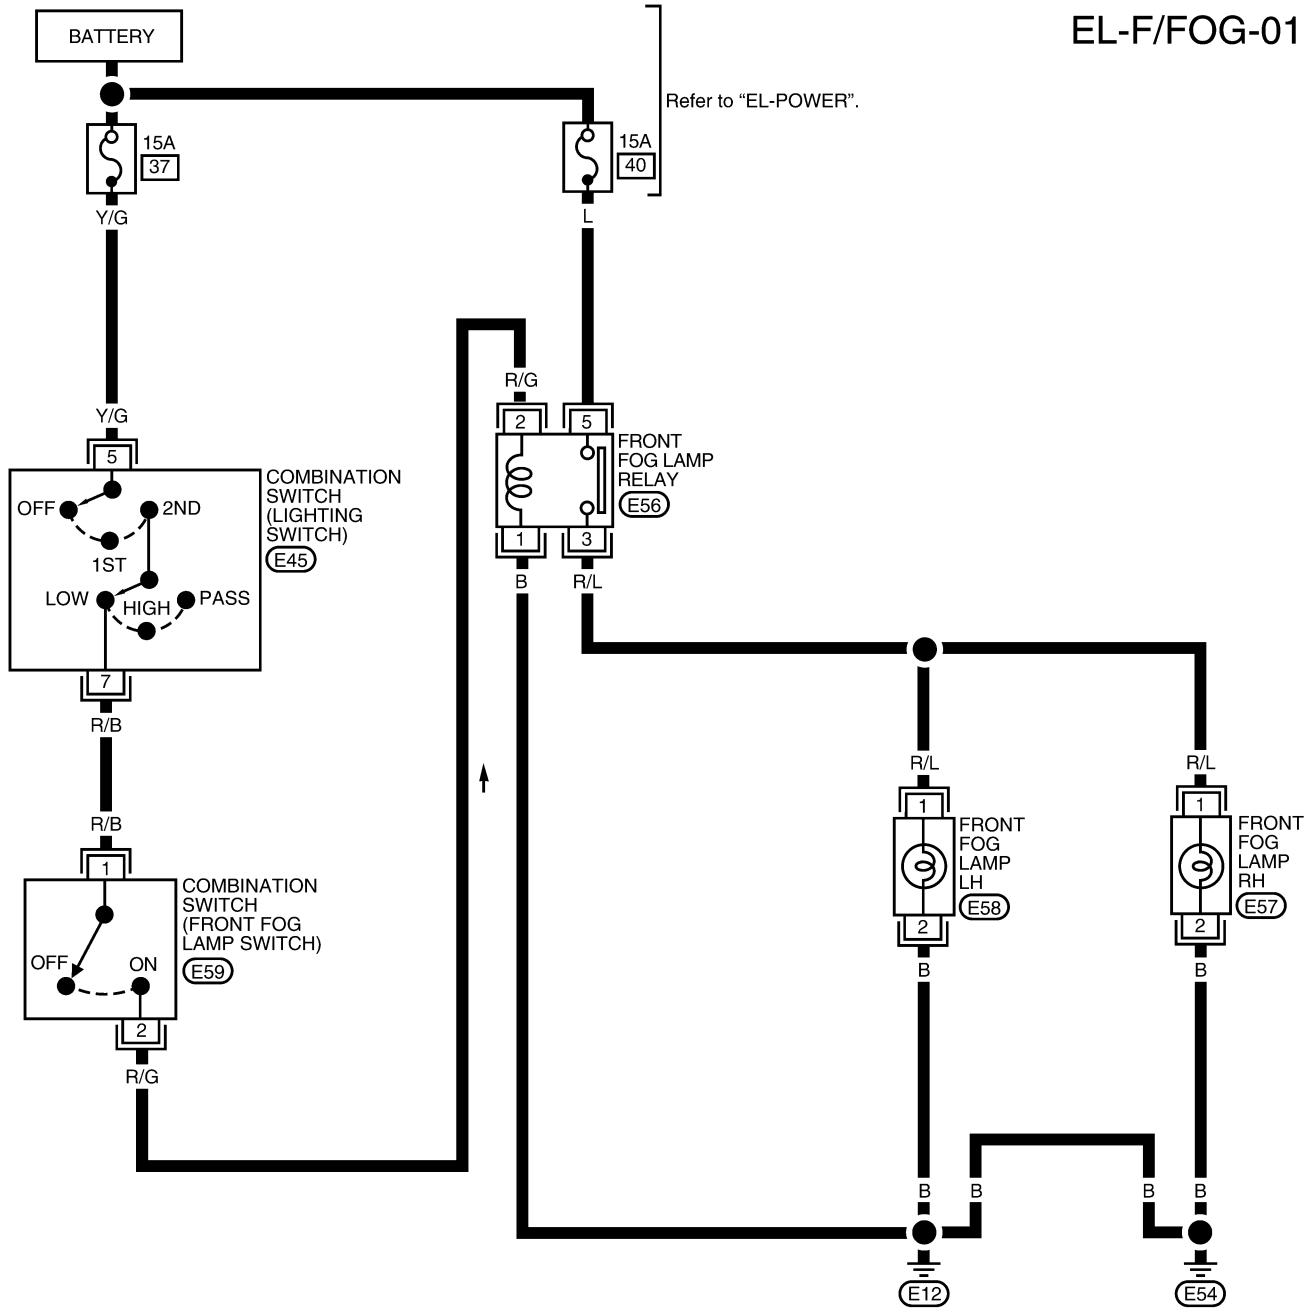 EL-F/FOG-01
BATTERY
Refer to “EL-POWER”.
15A
37
15A
40
Y/G
L
R/G
Y/G
5
2
5
COMBINATION
SWITCH
(LIGHTING
SWITCH)
E45
OFF
2ND
1ST
LOW
HIGH
PASS
7
FRONT
FOG LAMP
RELAY
E56
1
3
B
R/L
R/B
R/B
1
COMBINATION
SWITCH
(FRONT FOG
LAMP SWITCH)
E59
OFF
ON
2
R/G
R/L
1
FRONT
FOG
LAMP
LH
E58
2
B
R/L
1
FRONT
FOG
LAMP
RH
E57
2
B
B
B
B
B
E12
E54